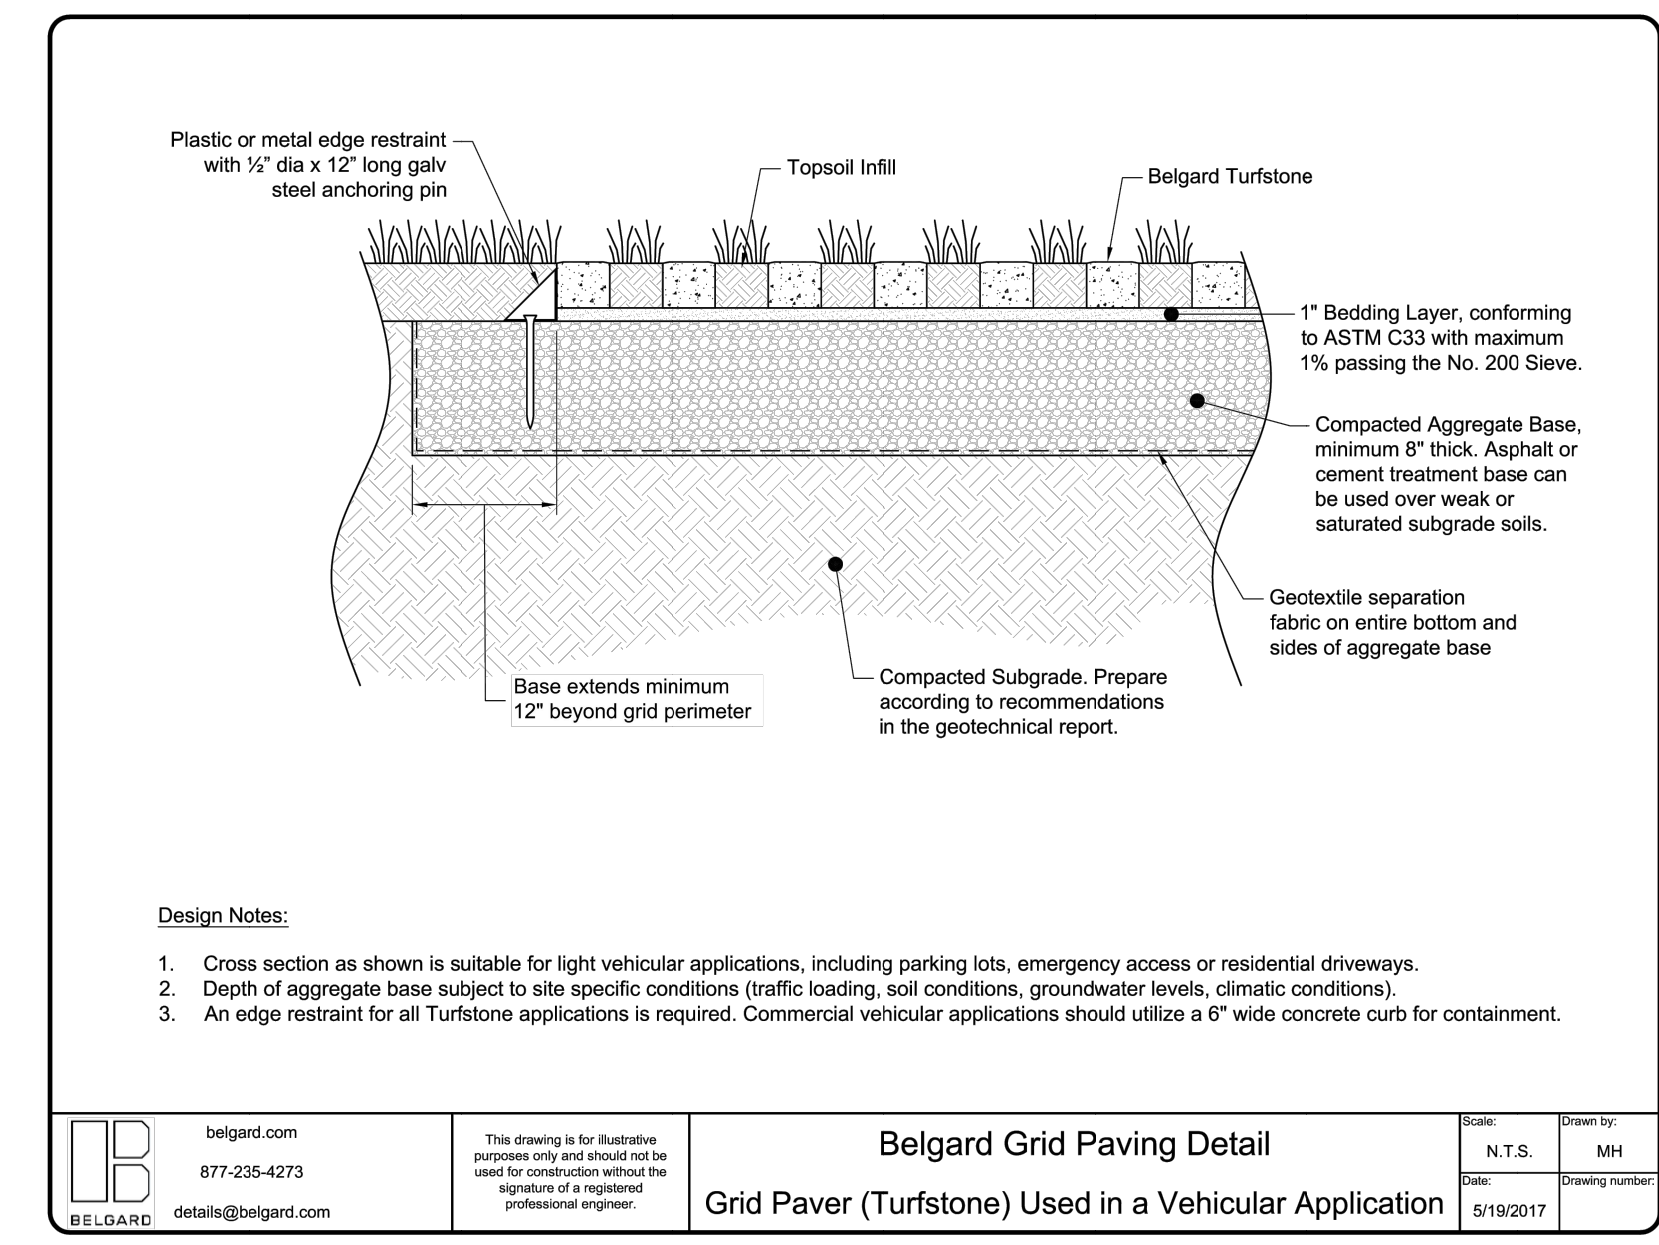 Plastic or metal edge restraint
with ½” dia x 12” long galv
steel anchoring pin
Topsoil Infill
Belgard Turfstone
1" Bedding Layer, conforming
to ASTM C33 with maximum
1% passing the No. 200 Sieve.
Compacted Aggregate Base,
minimum 8" thick. Asphalt or
cement treatment base can
be used over weak or
saturated subgrade soils.
Geotextile separation
fabric on entire bottom and
sides of aggregate base
Compacted Subgrade. Prepare
according to recommendations
in the geotechnical report.
Base extends minimum
12" beyond grid perimeter
Design Notes:
1. Cross section as shown is suitable for light vehicular applications, including parking lots, emergency access or residential driveways.
2. Depth of aggregate base subject to site specific conditions (traffic loading, soil conditions, groundwater levels, climatic conditions).
3. An edge restraint for all Turfstone applications is required. Commercial vehicular applications should utilize a 6" wide concrete curb for containment.
BELGARD
belgard.com
877-235-4273
details@belgard.com
This drawing is for illustrative
purposes only and should not be
used for construction without the
signature of a registered
professional engineer.
Belgard Grid Paving Detail
Grid Paver (Turfstone) Used in a Vehicular Application
Scale:
N.T.S.
Drawn by:
MH
Date:
5/19/2017
Drawing number: